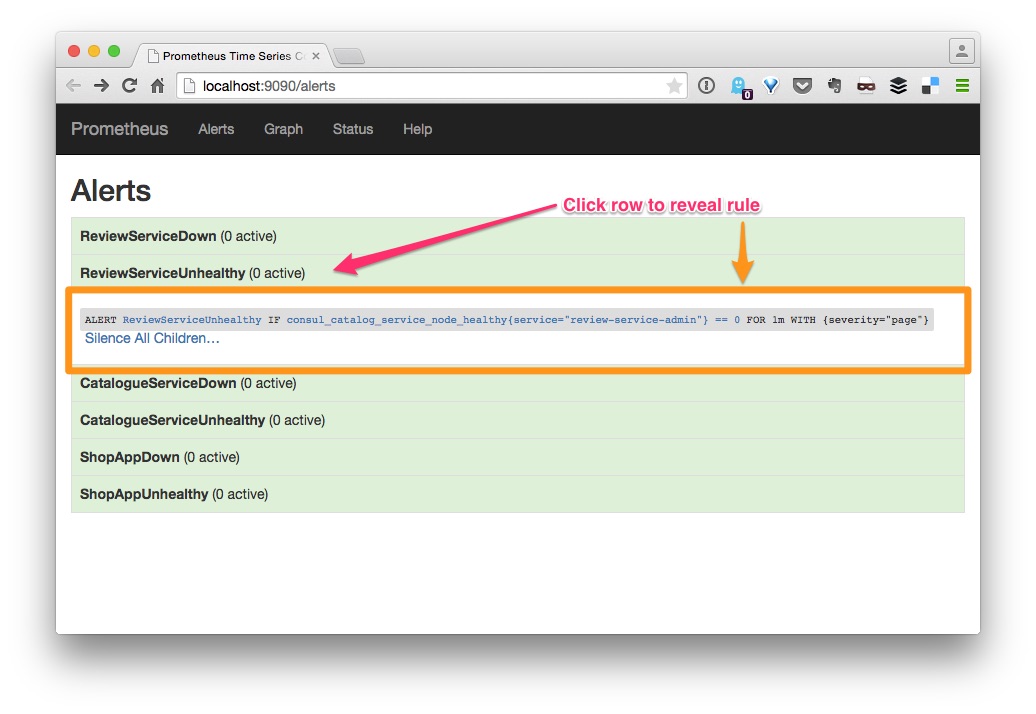 Prometheus Time Series C
localhost:9090/alerts
0
Prometheus Alerts Graph Status Help
Alerts
Click row to reveal rule
ReviewServiceDown (0 active)
ReviewServiceUnhealthy (0 active)
ALERT ReviewServiceUnhealthy IF consul_catalog_service_node_healthy{service="review-service-admin"} == 0 FOR 1m WITH {severity="page"}
Silence All Children…
CatalogueServiceDown (0 active)
CatalogueServiceUnhealthy (0 active)
ShopAppDown (0 active)
ShopAppUnhealthy (0 active)